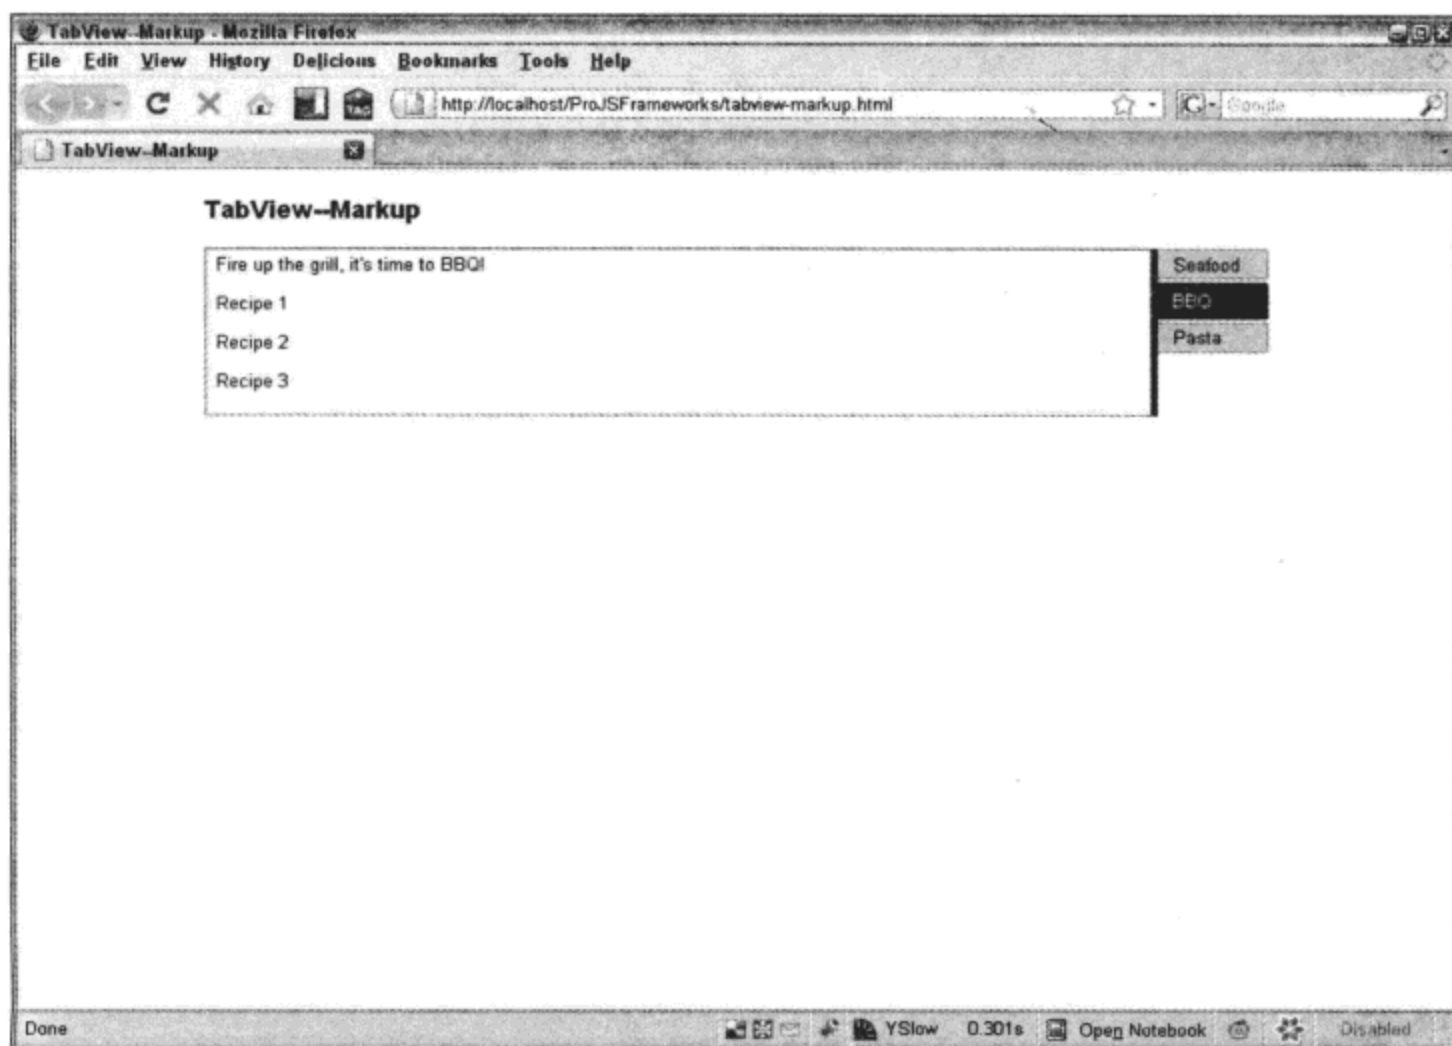 TabView--Markup - Mozilla Firefox
File Edit View History Delicious Bookmarks Tools Help
http://localhost/ProJSFrameworks/tabview-markup.html
Google
TabView--Markup
TabView--Markup
Fire up the grill, it's time to BBQ!
Seafood
Recipe 1
BBQ
Recipe 2
Pasta
Recipe 3
Done
YSlow 0.301s Open Notebook Disabled